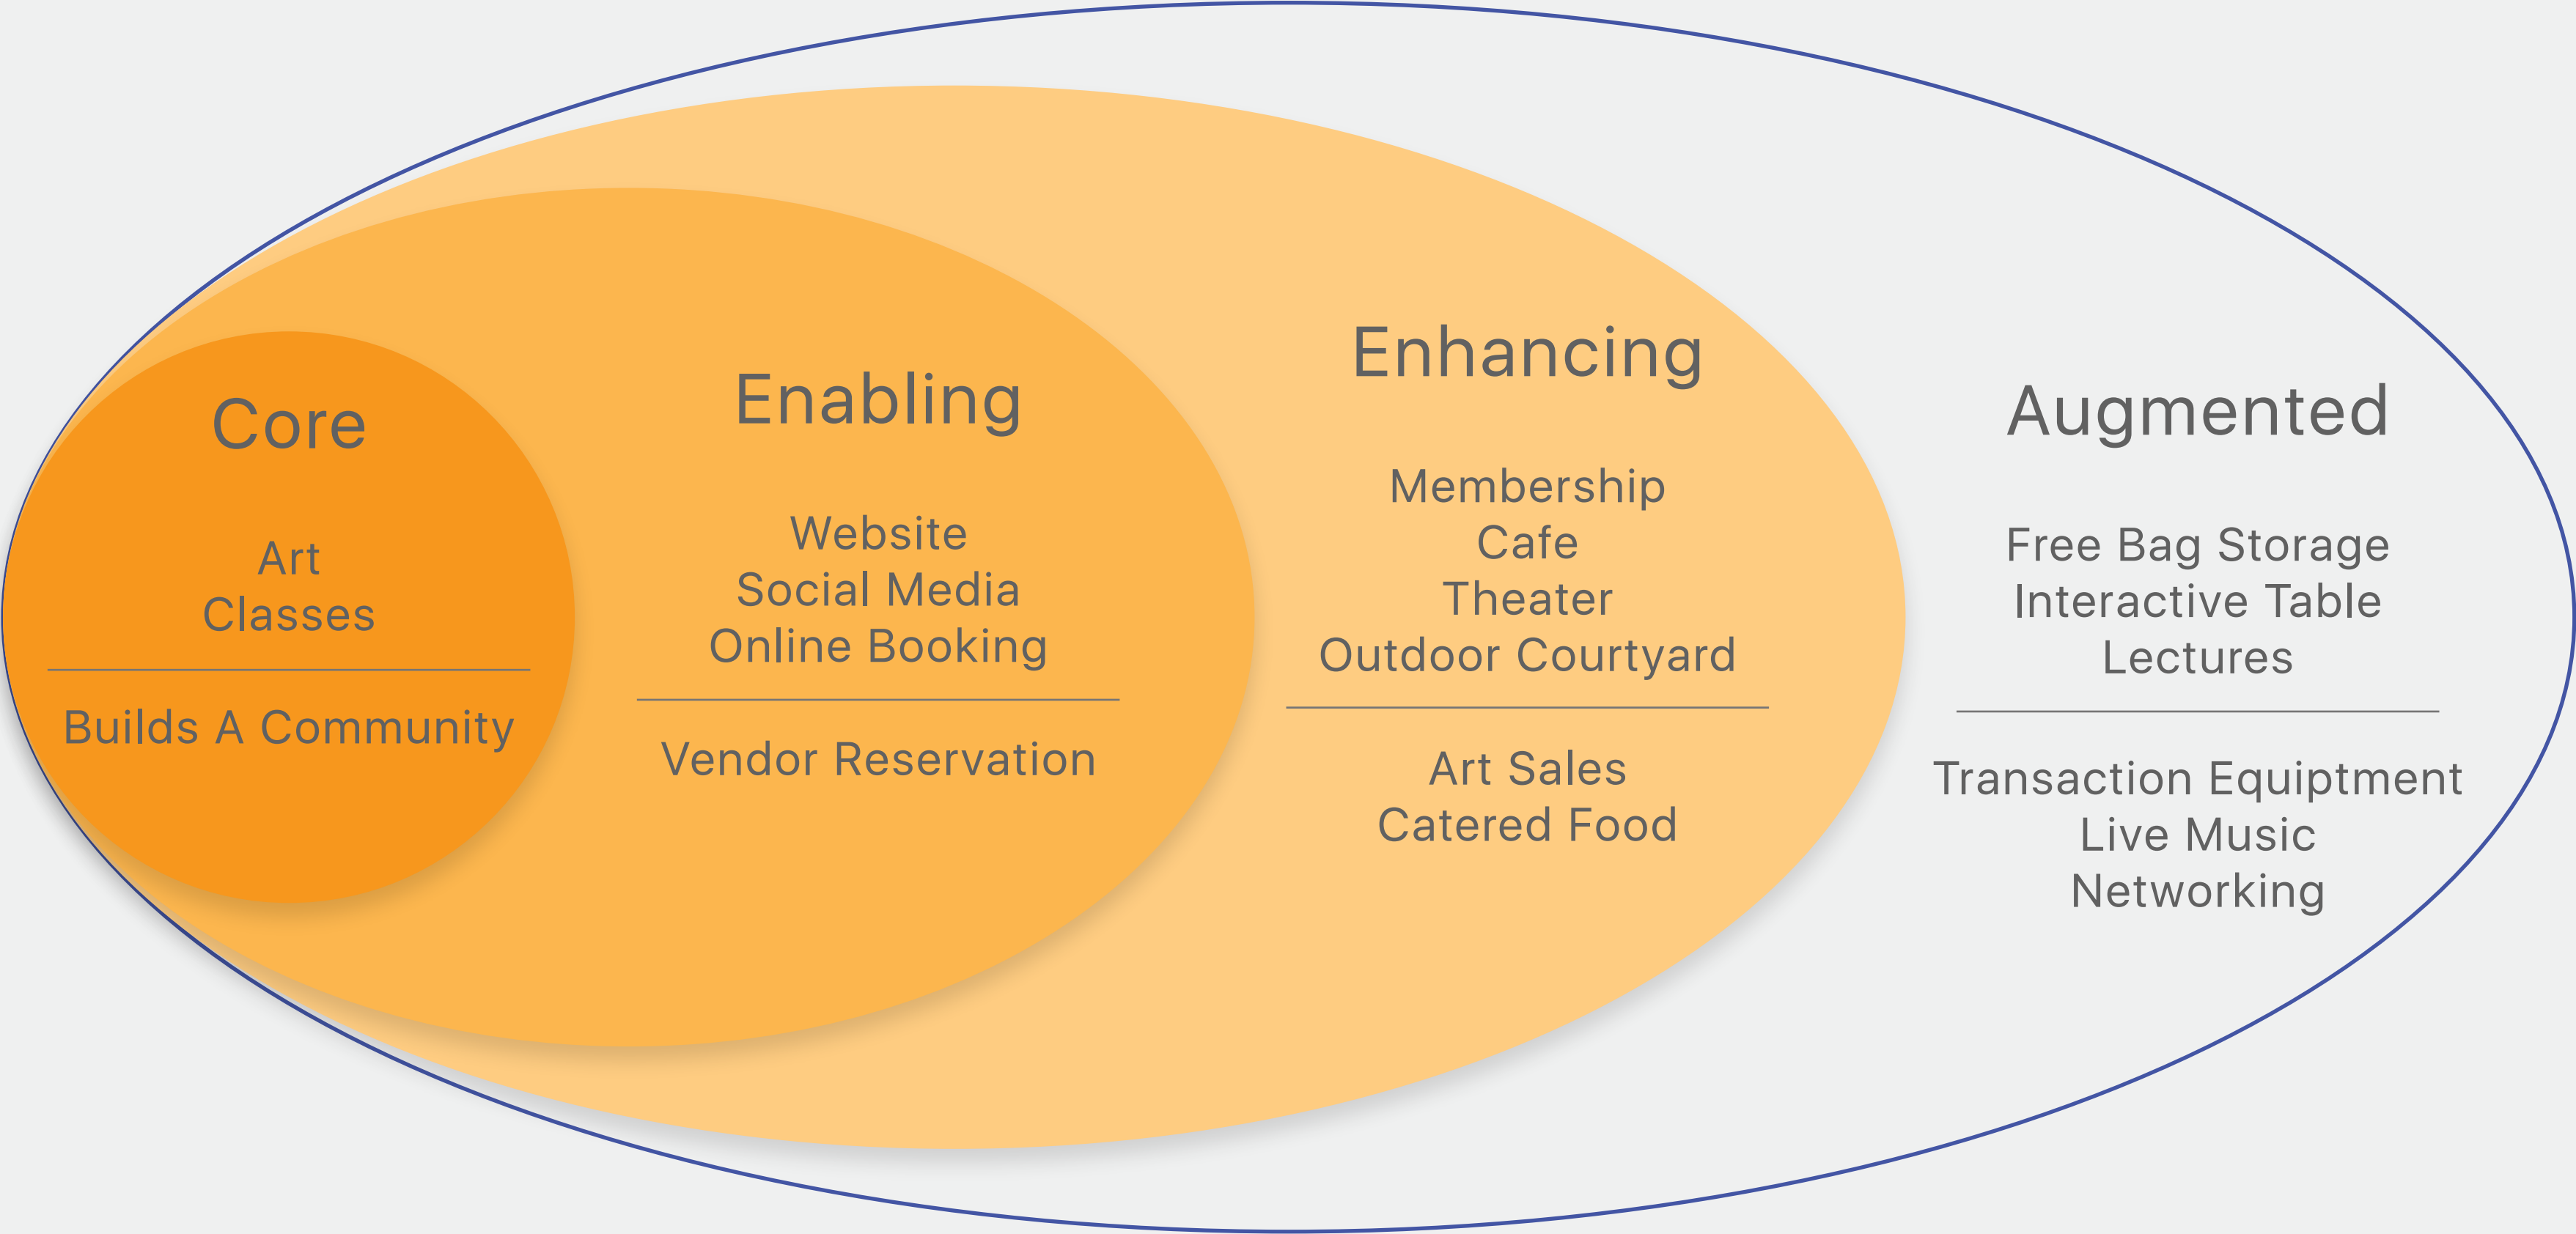 Core
Art
Classes
Builds A Community
Enabling
Website
Social Media
Online Booking
Vendor Reservation
Enhancing
Membership
Cafe
Theater
Outdoor Courtyard
Art Sales
Catered Food
Augmented
Free Bag Storage
Interactive Table
Lectures
Transaction Equiptment
Live Music
Networking